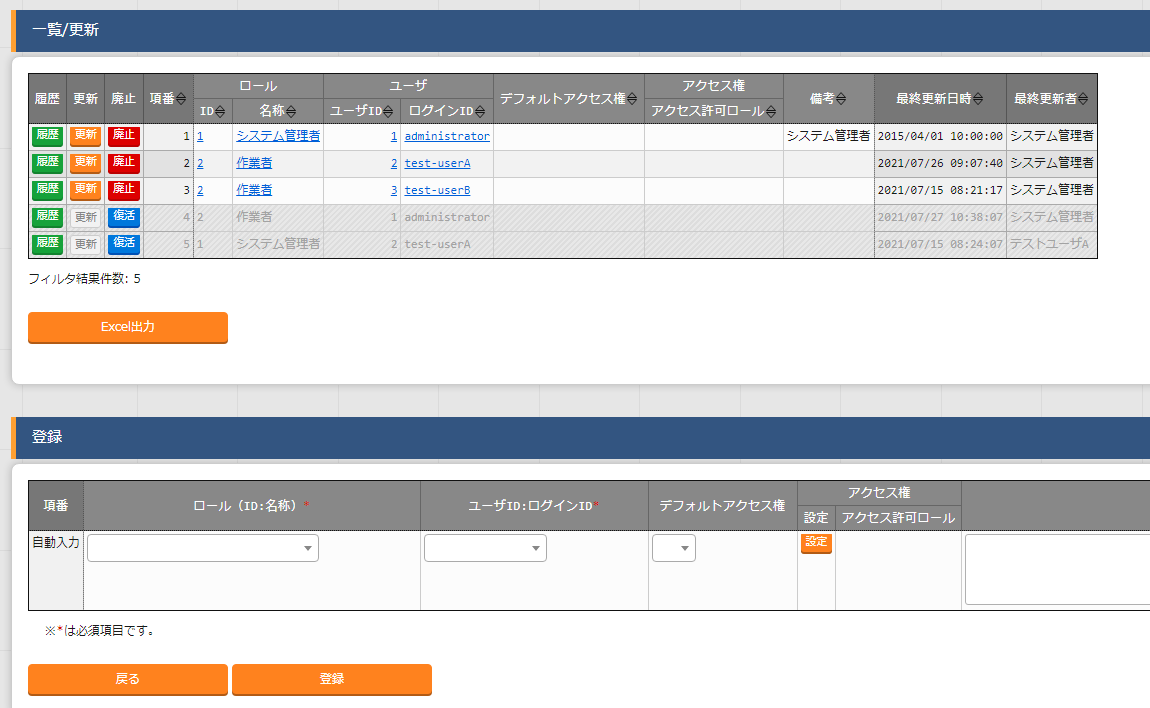 一覧/更新
履歴 更新 廃止 項番 ロール ユーザ デフォルトアクセス権 アクセス権 備考 最終更新日時 最終更新者
ID 名称 ユーザID ログインID アクセス許可ロール
履歴 更新 廃止 1 1 システム管理者 1 administrator システム管理者 2015/04/01 10:00:00 システム管理者
履歴 更新 廃止 2 2 作業者 2 test-userA 2021/07/26 09:07:40 システム管理者
履歴 更新 廃止 3 2 作業者 3 test-userB 2021/07/15 08:21:17 システム管理者
履歴 更新 復活 4 2 作業者 1 administrator 2021/07/27 10:38:07 システム管理者
履歴 更新 復活 5 1 システム管理者 2 test-userA 2021/07/15 08:24:07 テストユーザA
フィルタ結果件数: 5
Excel出力
登録
項番 ロール（ID:名称）* ユーザID:ログインID* デフォルトアクセス権 アクセス権
設定 アクセス許可ロール
自動入力 設定
※*は必須項目です。
戻る 登録